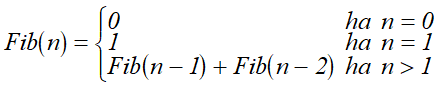 0 ha n = 0
Fib(n) = { 1 ha n = 1
Fib(n − 1) + Fib(n − 2) ha n > 1